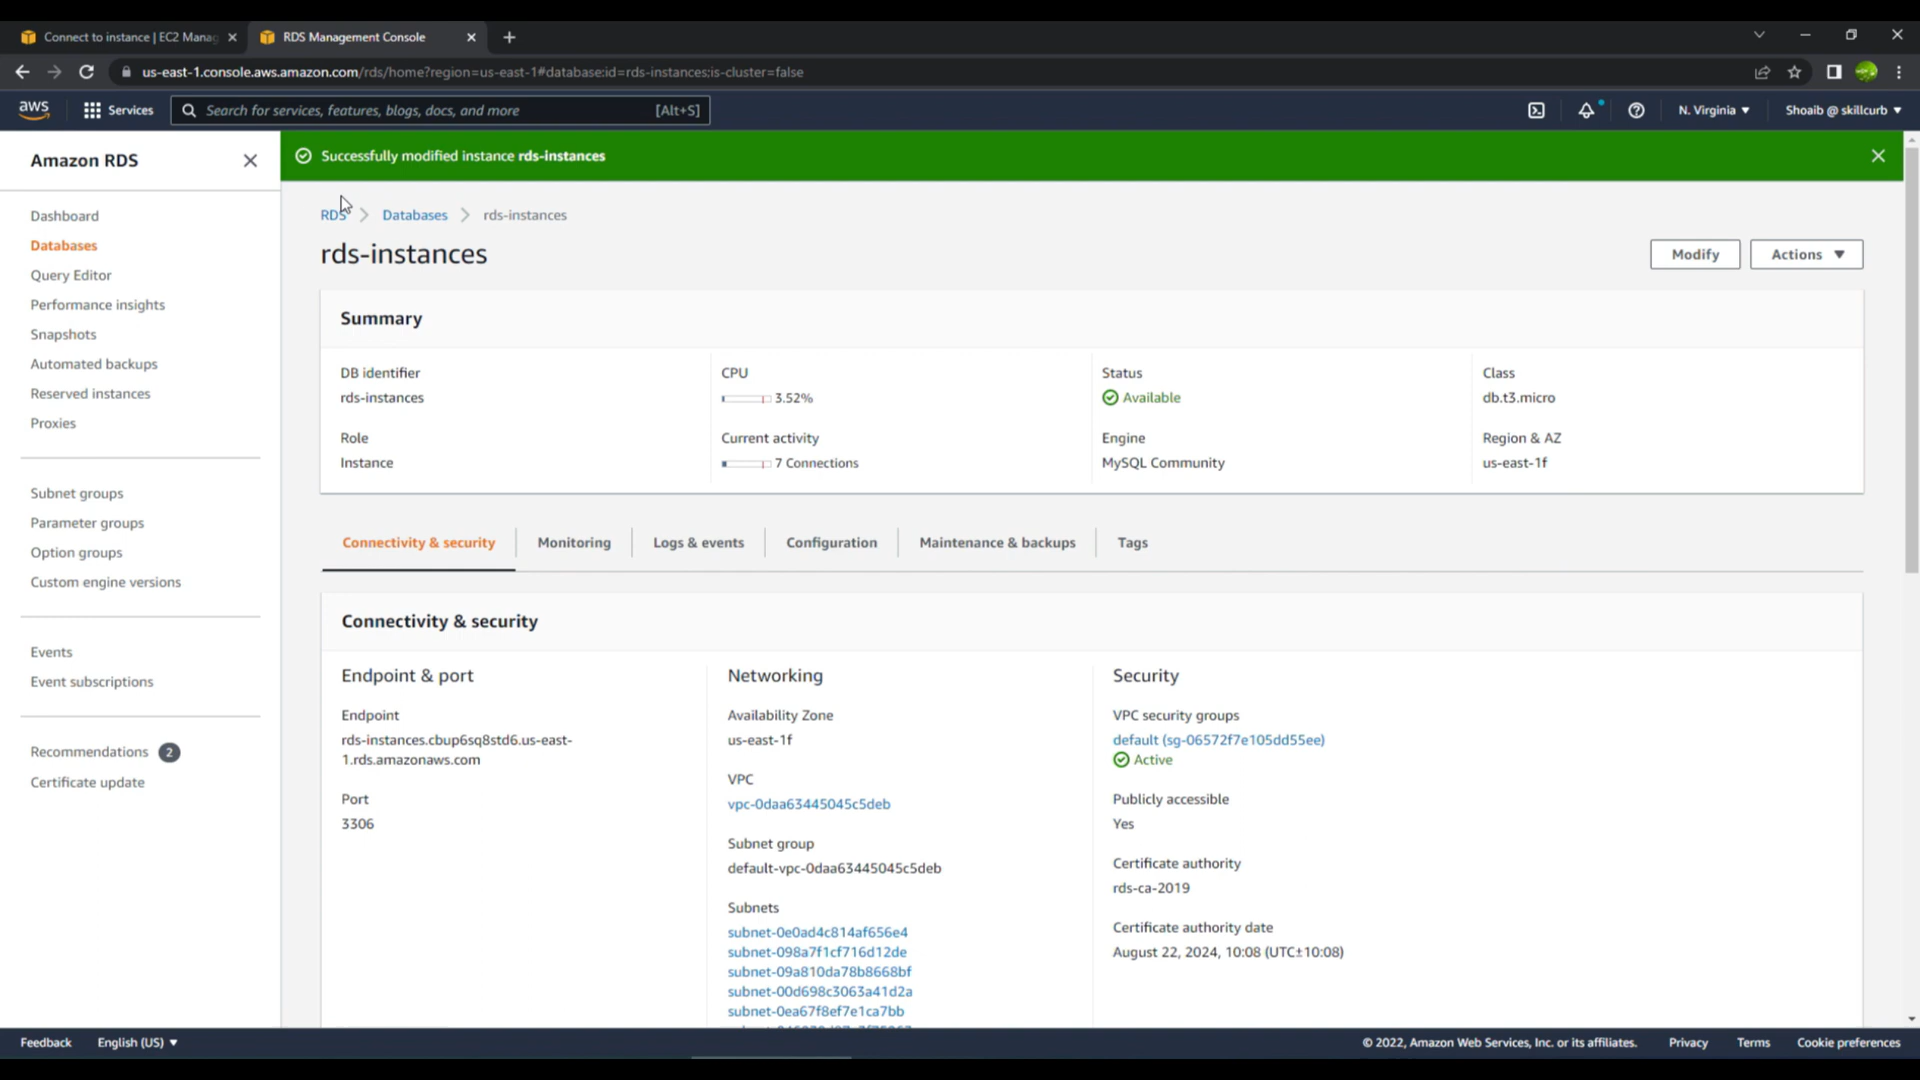 Connect to instance | EC2 Manag
RDS Management Console
us-east-1.console.aws.amazon.com/rds/home?region=us-east-1#database:id=rds-instances;is-cluster=false
aws
Services
Search for services, features, blogs, docs, and more
[Alt+S]
N. Virginia
Shoaib @ skillcurb
Amazon RDS
Dashboard
Databases
Query Editor
Performance insights
Snapshots
Automated backups
Reserved instances
Proxies
Subnet groups
Parameter groups
Option groups
Custom engine versions
Events
Event subscriptions
Recommendations 2
Certificate update
Successfully modified instance rds-instances
RDS
Databases
rds-instances
rds-instances
Modify
Actions
Summary
DB identifier
rds-instances
CPU
3.52%
Status
Available
Class
db.t3.micro
Role
Instance
Current activity
7 Connections
Engine
MySQL Community
Region & AZ
us-east-1f
Connectivity & security
Monitoring
Logs & events
Configuration
Maintenance & backups
Tags
Connectivity & security
Endpoint & port
Endpoint
rds-instances.cbup6sq8std6.us-east-
1.rds.amazonaws.com
Port
3306
Networking
Availability Zone
us-east-1f
VPC
vpc-0daa63445045c5deb
Subnet group
default-vpc-0daa63445045c5deb
Subnets
subnet-0e0ad4c814af656e4
subnet-098a7f1cf716d12de
subnet-09a810da78b8668bf
subnet-00d698c3063a41d2a
subnet-0ea67f8ef7e1ca7bb
Security
VPC security groups
default (sg-06572f7e105dd55ee)
Active
Publicly accessible
Yes
Certificate authority
rds-ca-2019
Certificate authority date
August 22, 2024, 10:08 (UTC±10:08)
Feedback
English (US)
© 2022, Amazon Web Services, Inc. or its affiliates.
Privacy
Terms
Cookie preferences